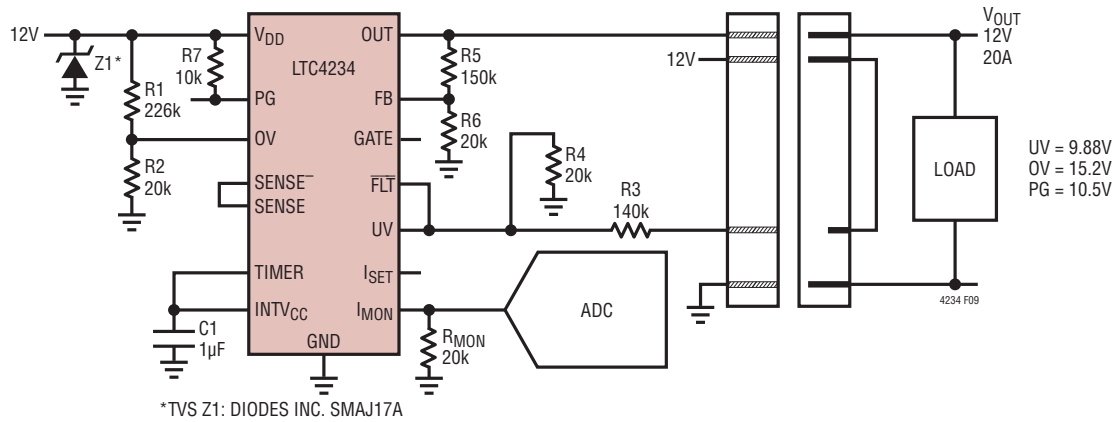 12V
Z1*
R1
226k
R2
20k
R7
10k
VDD
PG
OV
SENSE–
SENSE
TIMER
INTVCC
C1
1µF
LTC4234
GND
OUT
FB
GATE
FLT
UV
ISET
IMON
R5
150k
R6
20k
R4
20k
R3
140k
RMON
20k
ADC
12V
VOUT
12V
20A
LOAD
UV = 9.88V
OV = 15.2V
PG = 10.5V
4234 F09
*TVS Z1: DIODES INC. SMAJ17A